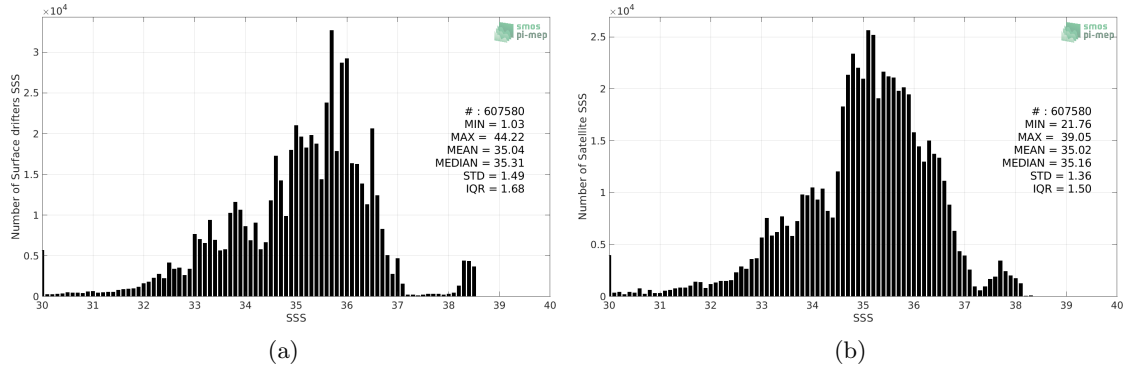 ×10⁴
3
2.5
2
1.5
1
0.5
0
30 31 32 33 34 35 36 37 38 39 40
SSS
Number of Surface drifters SSS
smos
pi-mep
# : 607580
MIN = 1.03
MAX = 44.22
MEAN = 35.04
MEDIAN = 35.31
STD = 1.49
IQR = 1.68
(a)
×10⁴
2.5
2
1.5
1
0.5
0
30 31 32 33 34 35 36 37 38 39 40
SSS
Number of Satellite SSS
smos
pi-mep
# : 607580
MIN = 21.76
MAX = 39.05
MEAN = 35.02
MEDIAN = 35.16
STD = 1.36
IQR = 1.50
(b)